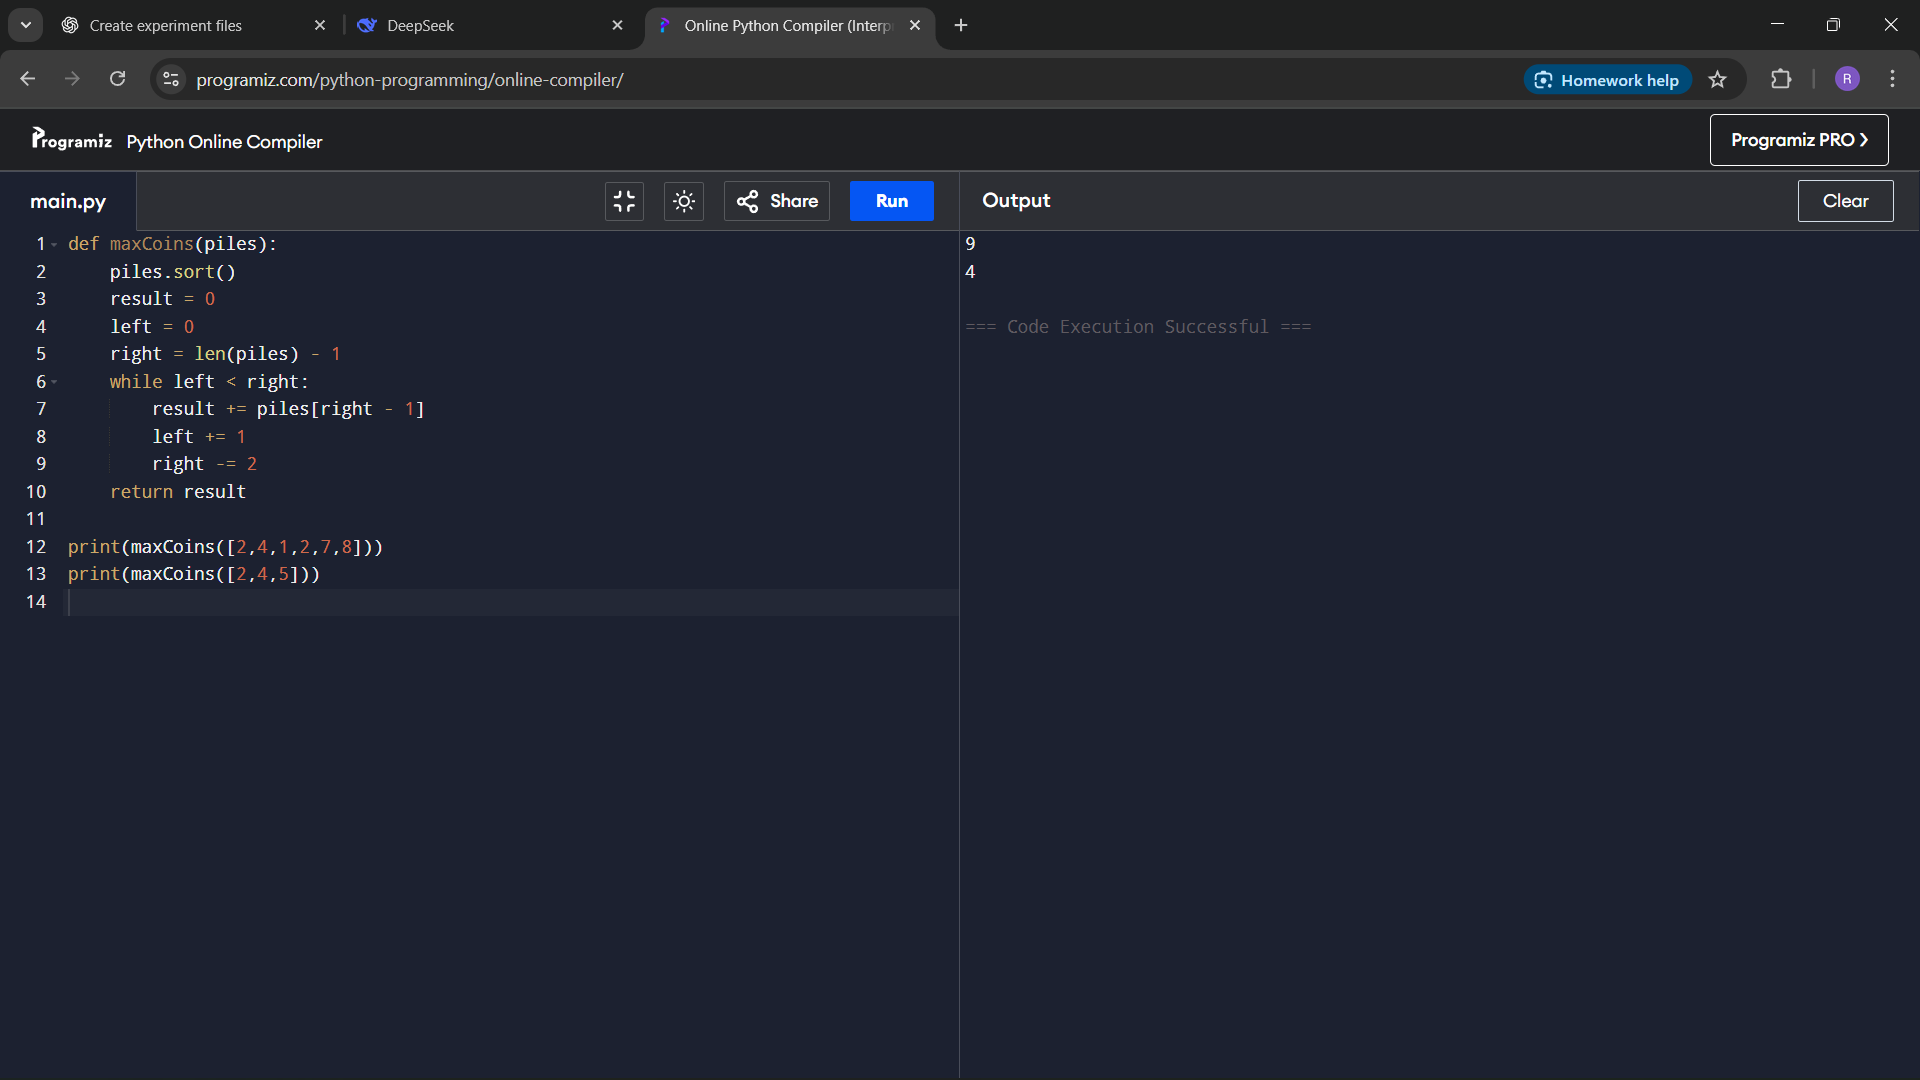 Create experiment files
DeepSeek
Online Python Compiler (Interp
programiz.com/python-programming/online-compiler/
Homework help
R
Programiz Python Online Compiler
Programiz PRO
main.py
Share
Run
Output
Clear
1 def maxCoins(piles):
2     piles.sort()
3     result = 0
4     left = 0
5     right = len(piles) - 1
6     while left < right:
7         result += piles[right - 1]
8         left += 1
9         right -= 2
10     return result
11
12 print(maxCoins([2,4,1,2,7,8]))
13 print(maxCoins([2,4,5]))
14
9
4
=== Code Execution Successful ===